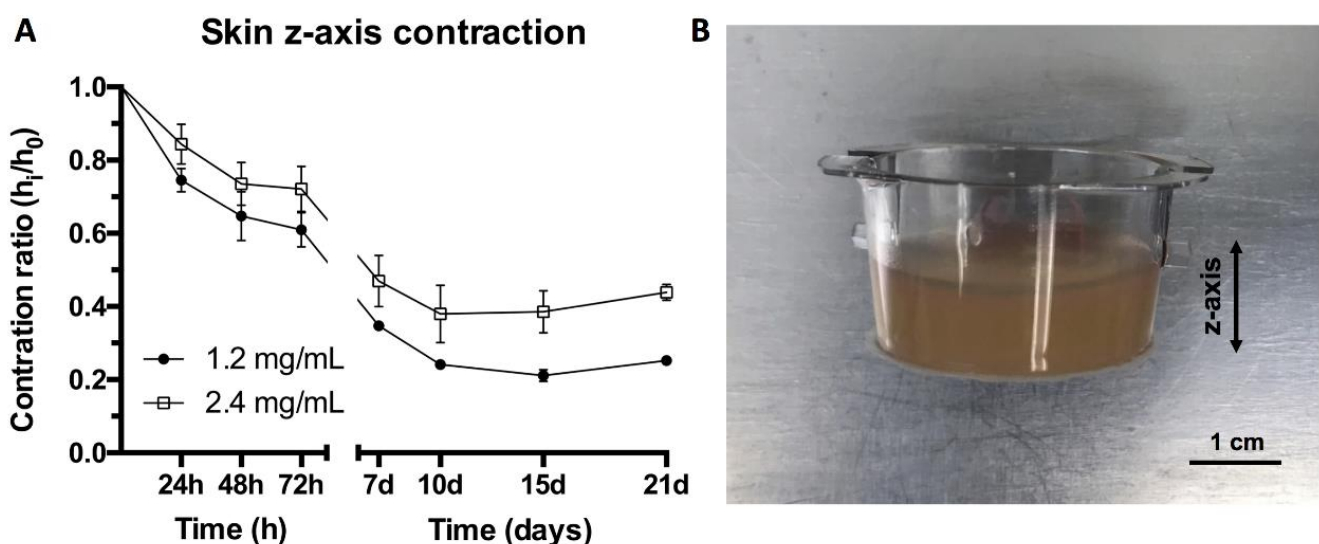 A
Skin z-axis contraction
B
Contration ratio (hᵢ/h₀)
1.0
0.8
0.6
0.4
0.2
0.0
1.2 mg/mL
2.4 mg/mL
24h 48h 72h
7d 10d 15d 21d
Time (h)
Time (days)
z-axis
1 cm